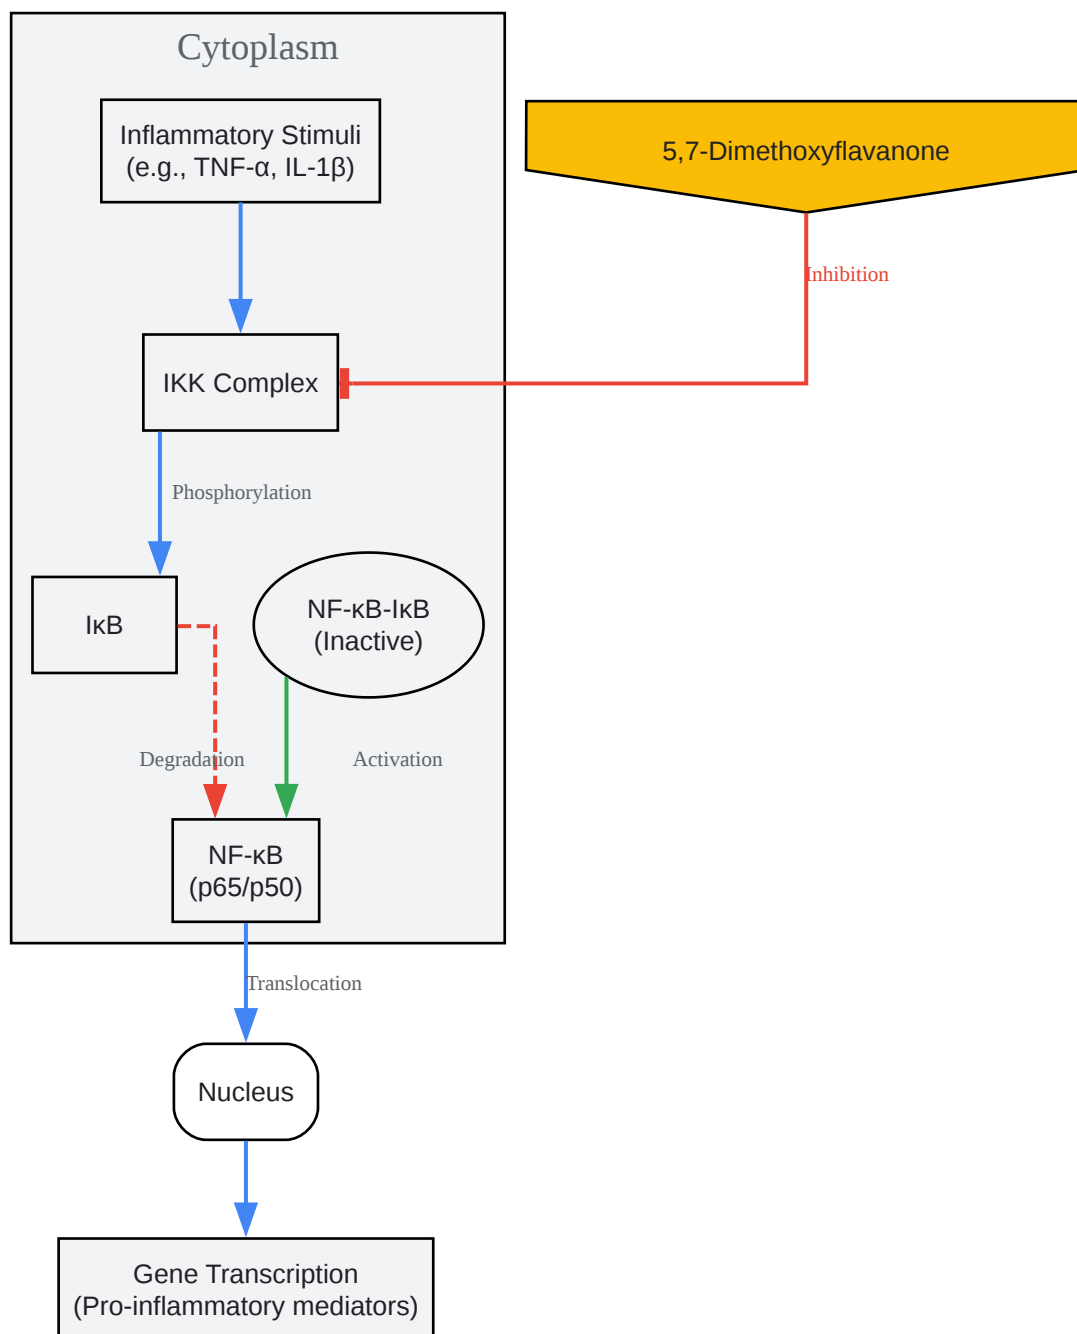 Cytoplasm
Inflammatory Stimuli
(e.g., TNF-α, IL-1β)
5,7-Dimethoxyflavanone
Inhibition
IKK Complex
Phosphorylation
IκB
NF-κB-IκB
(Inactive)
Degradation
Activation
NF-κB
(p65/p50)
Translocation
Nucleus
Gene Transcription
(Pro-inflammatory mediators)